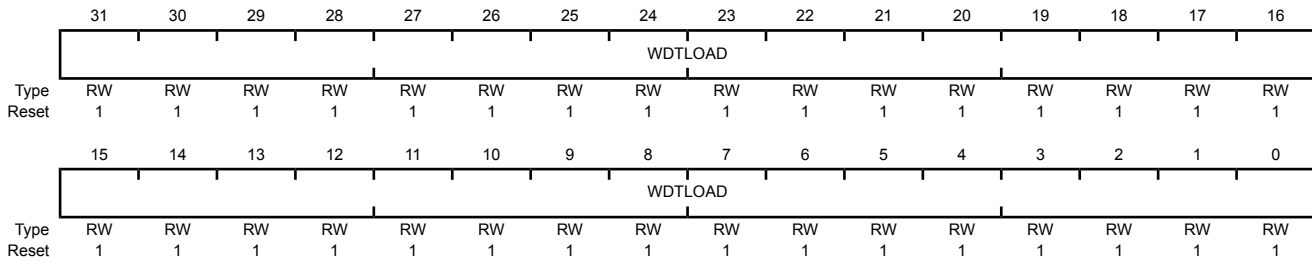 31 30 29 28 27 26 25 24 23 22 21 20 19 18 17 16
WDTLOAD
Type RW RW RW RW RW RW RW RW RW RW RW RW RW RW RW RW
Reset 1 1 1 1 1 1 1 1 1 1 1 1 1 1 1 1
15 14 13 12 11 10 9 8 7 6 5 4 3 2 1 0
WDTLOAD
Type RW RW RW RW RW RW RW RW RW RW RW RW RW RW RW RW
Reset 1 1 1 1 1 1 1 1 1 1 1 1 1 1 1 1